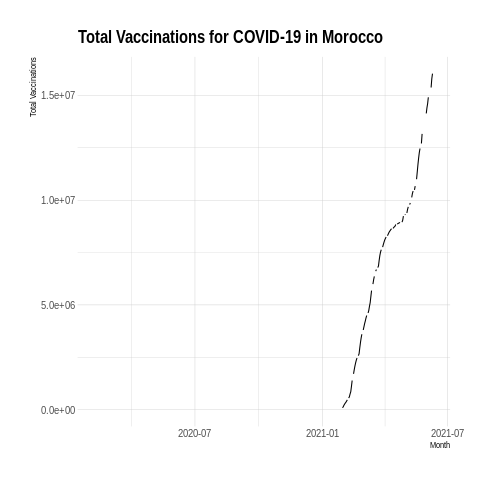 Total Vaccinations for COVID-19 in Morocco
Total Vaccinations
1.5e+07
1.0e+07
5.0e+06
0.0e+00
2020-07
2021-01
2021-07
Month